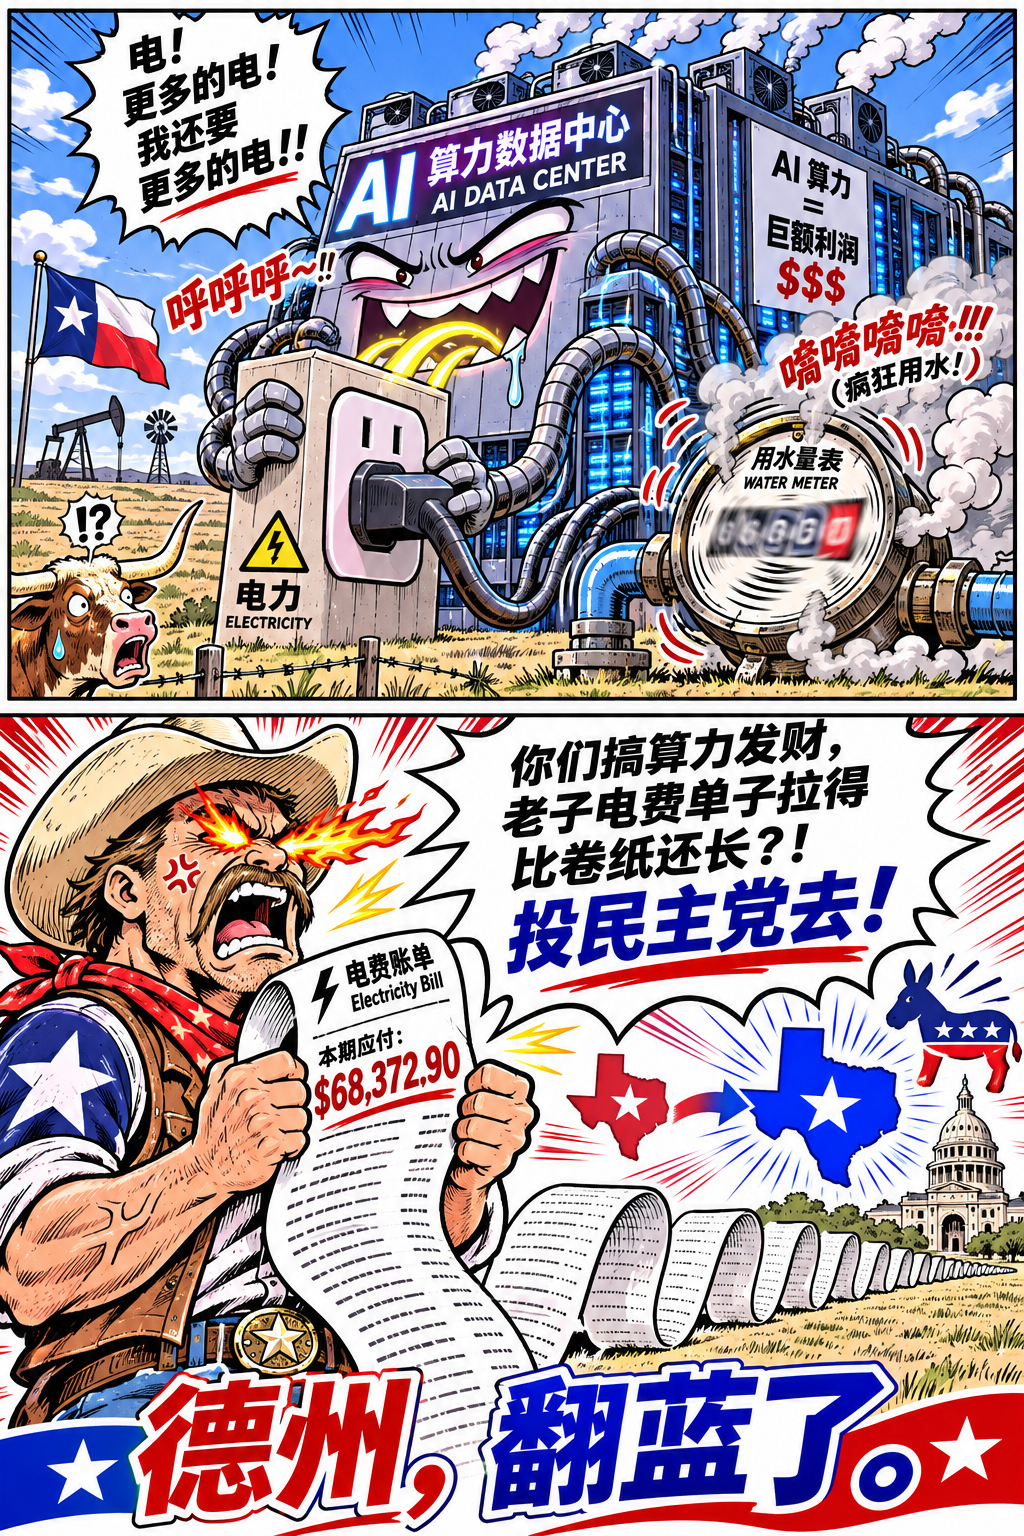 电！
更多的电！
我还要
更多的电！！
AI 算力数据中心
AI DATA CENTER
AI 算力
=
巨额利润
$$$
呼呼呼~!!
噏噏噏噏·!!!
（疯狂用水！）
用水量表
WATER METER
!?
电力
ELECTRICITY
你们搞算力发财，
老子电费单子拉得
比卷纸还长？！
投民主党去！
电费账单
Electricity Bill
本期应付：
$68,372.90
德州，翻蓝了。